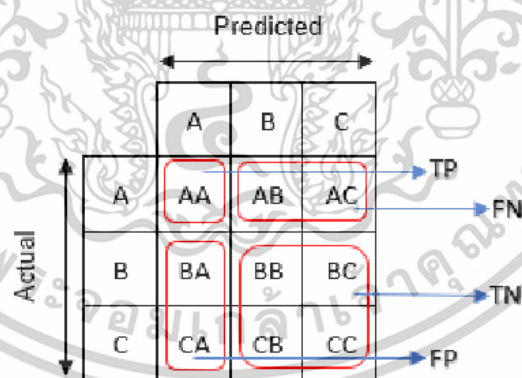 Predicted
A B C
A AA AB AC TP
FN
Actual
B BA BB BC
TN
C CA CB CC FP